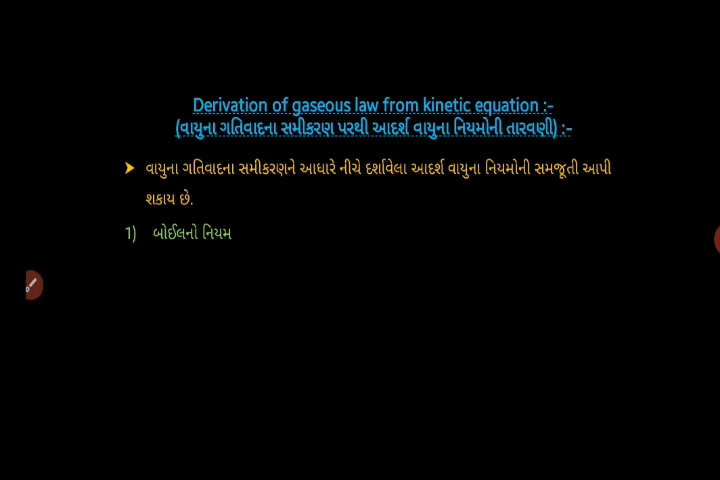 Derivation of gaseous law from kinetic equation :-
(વાયુના ગતિવાદના સમીકરણ પરથી આદર્શ વાયુના નિયમોની તારવણી) :-
➤ વાયુના ગતિવાદના સમીકરણને આધારે નીચે દર્શાવેલા આદર્શ વાયુના નિયમોની સમજૂતી આપી
શકાય છે.
1) બોઈલનો નિયમ